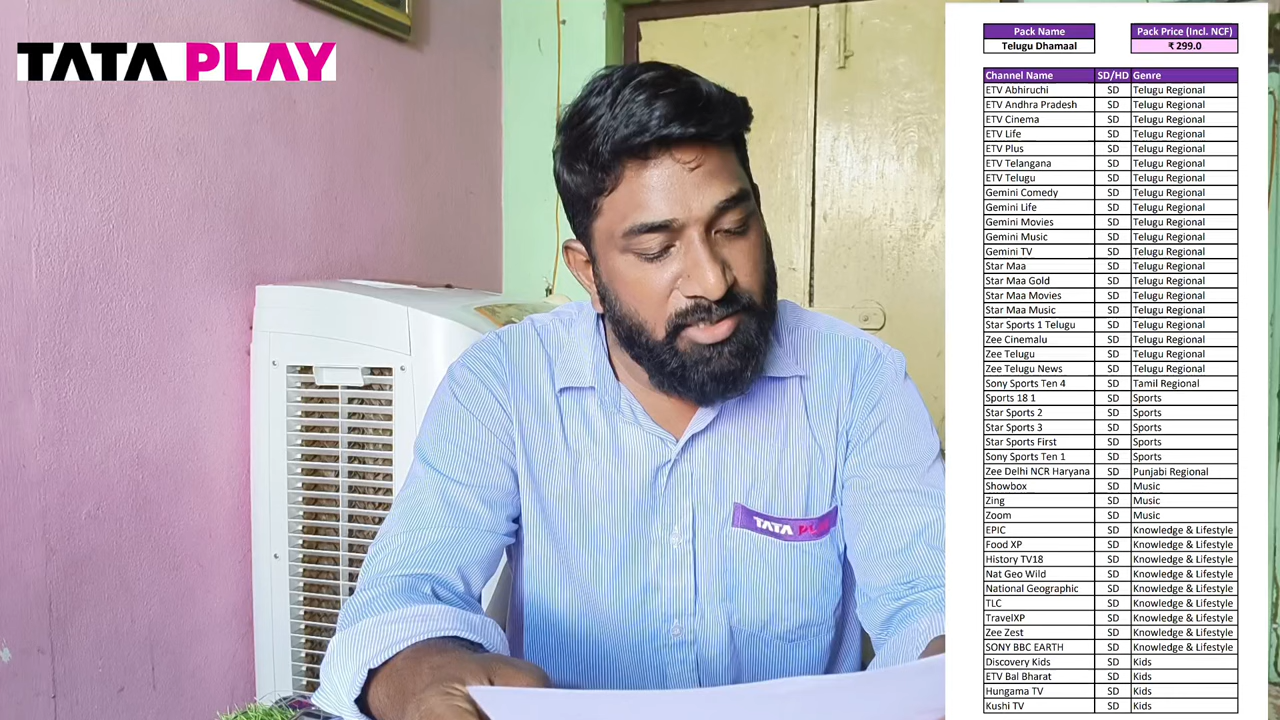 TATA PLAY
Pack Name Pack Price (Incl. NCF)
Telugu Dhamaal ₹ 299.0
Channel Name SD/HD Genre
ETV Abhiruchi SD Telugu Regional
ETV Andhra Pradesh SD Telugu Regional
ETV Cinema SD Telugu Regional
ETV Life SD Telugu Regional
ETV Plus SD Telugu Regional
ETV Telangana SD Telugu Regional
ETV Telugu SD Telugu Regional
Gemini Comedy SD Telugu Regional
Gemini Life SD Telugu Regional
Gemini Movies SD Telugu Regional
Gemini Music SD Telugu Regional
Gemini TV SD Telugu Regional
Star Maa SD Telugu Regional
Star Maa Gold SD Telugu Regional
Star Maa Movies SD Telugu Regional
Star Maa Music SD Telugu Regional
Star Sports 1 Telugu SD Telugu Regional
Zee Cinemalu SD Telugu Regional
Zee Telugu SD Telugu Regional
Zee Telugu News SD Telugu Regional
Sony Sports Ten 4 SD Tamil Regional
Sports 18 1 SD Sports
Star Sports 2 SD Sports
Star Sports 3 SD Sports
Star Sports First SD Sports
Sony Sports Ten 1 SD Sports
Zee Delhi NCR Haryana SD Punjabi Regional
Showbox SD Music
Zing SD Music
Zoom SD Music
EPIC SD Knowledge & Lifestyle
Food XP SD Knowledge & Lifestyle
History TV18 SD Knowledge & Lifestyle
Nat Geo Wild SD Knowledge & Lifestyle
National Geographic SD Knowledge & Lifestyle
TLC SD Knowledge & Lifestyle
TravelXP SD Knowledge & Lifestyle
Zee Zest SD Knowledge & Lifestyle
SONY BBC EARTH SD Knowledge & Lifestyle
Discovery Kids SD Kids
ETV Bal Bharat SD Kids
Hungama TV SD Kids
Kushi TV SD Kids
TATA PLAY